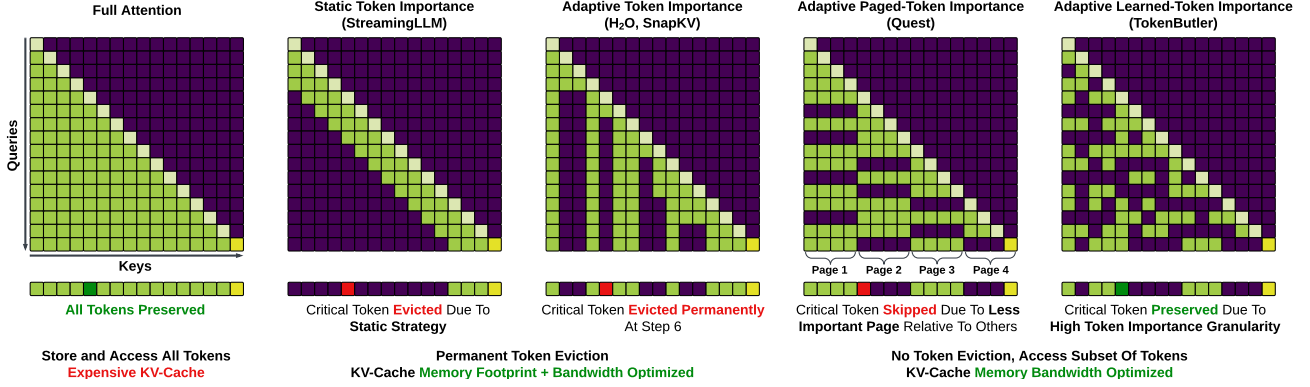 Full Attention
Static Token Importance
(StreamingLLM)
Adaptive Token Importance
(H₂O, SnapKV)
Adaptive Paged-Token Importance
(Quest)
Adaptive Learned-Token Importance
(TokenButler)
Queries
Keys
Page 1
Page 2
Page 3
Page 4
All Tokens Preserved
Critical Token Evicted Due To
Static Strategy
Critical Token Evicted Permanently
At Step 6
Critical Token Skipped Due To Less
Important Page Relative To Others
Critical Token Preserved Due To
High Token Importance Granularity
Store and Access All Tokens
Expensive KV-Cache
Permanent Token Eviction
KV-Cache Memory Footprint + Bandwidth Optimized
No Token Eviction, Access Subset Of Tokens
KV-Cache Memory Bandwidth Optimized